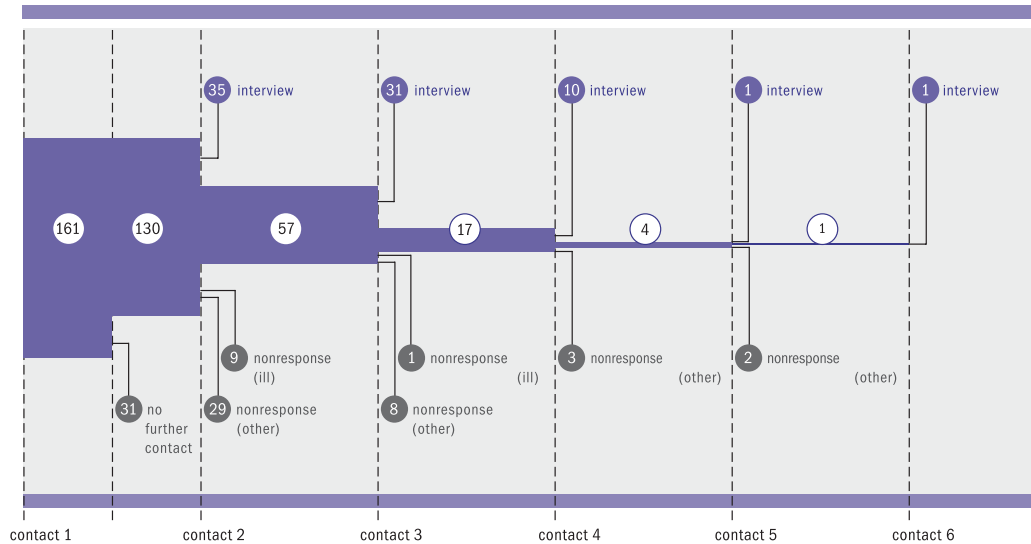 35 interview
31 interview
10 interview
1 interview
1 interview
161
130
57
17
4
1
9 nonresponse
(ill)
1 nonresponse
(ill)
3 nonresponse
(other)
2 nonresponse
(other)
31 no
further
contact
29 nonresponse
(other)
8 nonresponse
(other)
contact 1
contact 2
contact 3
contact 4
contact 5
contact 6